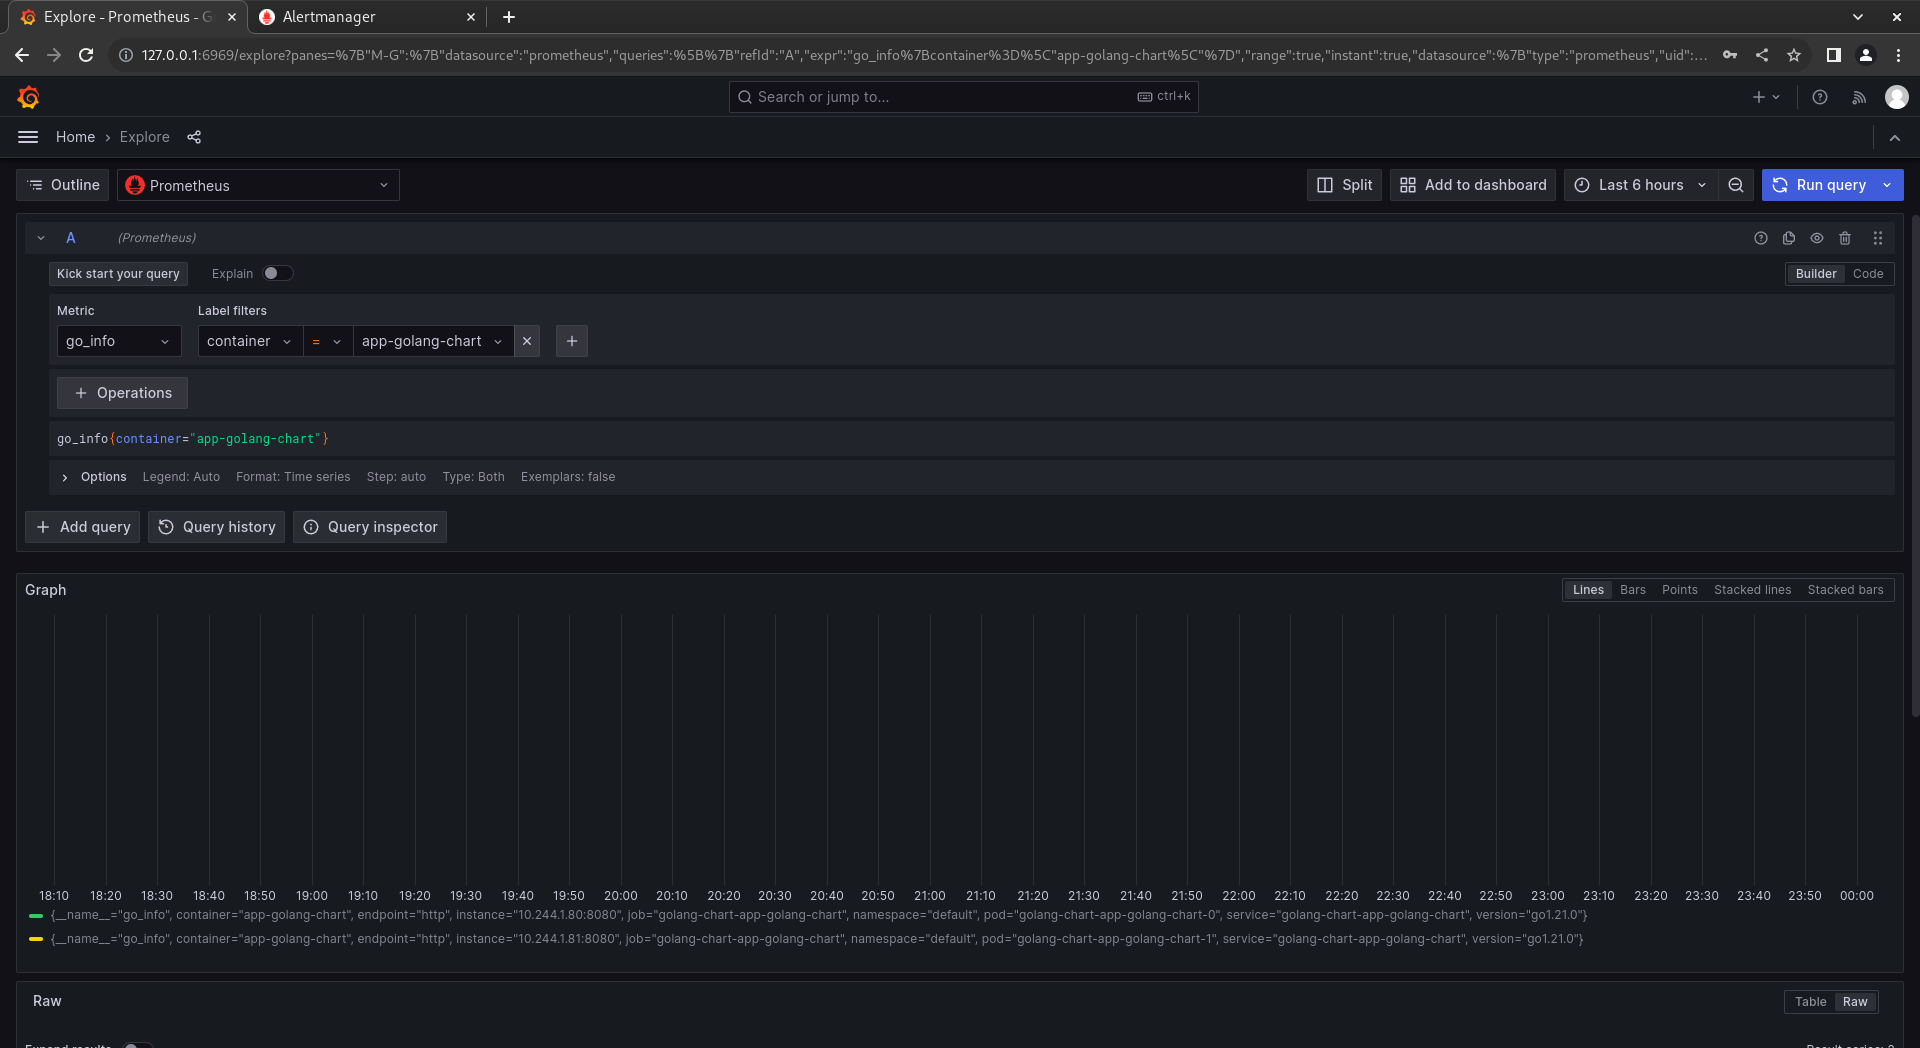 Explore - Prometheus - G
Alertmanager
127.0.0.1:6969/explore?panes=%7B"M-G":%7B"datasource":"prometheus","queries":%5B%7B"refId":"A","expr":"go_info%7Bcontainer%3D%5C"app-golang-chart%5C"%7D","range":true,"instant":true,"datasource":%7B"type":"prometheus","uid":...
Search or jump to...
ctrl+k
Home › Explore
Outline
Prometheus
Split
Add to dashboard
Last 6 hours
Run query
A
(Prometheus)
Kick start your query
Explain
Builder
Code
Metric
Label filters
go_info
container
=
app-golang-chart
+ Operations
go_info{container="app-golang-chart"}
Options
Legend: Auto
Format: Time series
Step: auto
Type: Both
Exemplars: false
+ Add query
Query history
Query inspector
Graph
Lines
Bars
Points
Stacked lines
Stacked bars
18:10 18:20 18:30 18:40 18:50 19:00 19:10 19:20 19:30 19:40 19:50 20:00 20:10 20:20 20:30 20:40 20:50 21:00 21:10 21:20 21:30 21:40 21:50 22:00 22:10 22:20 22:30 22:40 22:50 23:00 23:10 23:20 23:30 23:40 23:50 00:00
{__name__="go_info", container="app-golang-chart", endpoint="http", instance="10.244.1.80:8080", job="golang-chart-app-golang-chart", namespace="default", pod="golang-chart-app-golang-chart-0", service="golang-chart-app-golang-chart", version="go1.21.0"}
{__name__="go_info", container="app-golang-chart", endpoint="http", instance="10.244.1.81:8080", job="golang-chart-app-golang-chart", namespace="default", pod="golang-chart-app-golang-chart-1", service="golang-chart-app-golang-chart", version="go1.21.0"}
Raw
Table
Raw
Expand results
Result series: 2